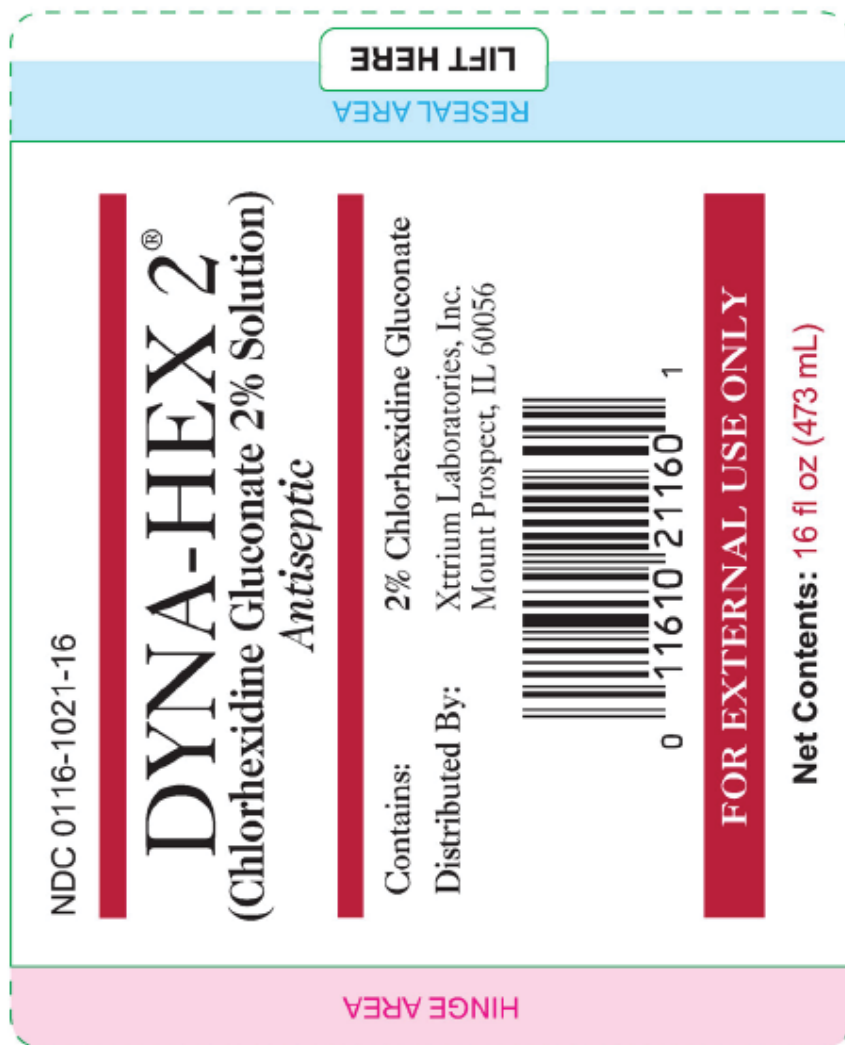 LIFT HERE
RESEAL AREA
NDC 0116-1021-16
DYNA-HEX 2®
(Chlorhexidine Gluconate 2% Solution)
Antiseptic
Contains: 2% Chlorhexidine Gluconate
Distributed By: Xttrium Laboratories, Inc.
Mount Prospect, IL 60056
0 11610 21160 1
FOR EXTERNAL USE ONLY
Net Contents: 16 fl oz (473 mL)
HINGE AREA